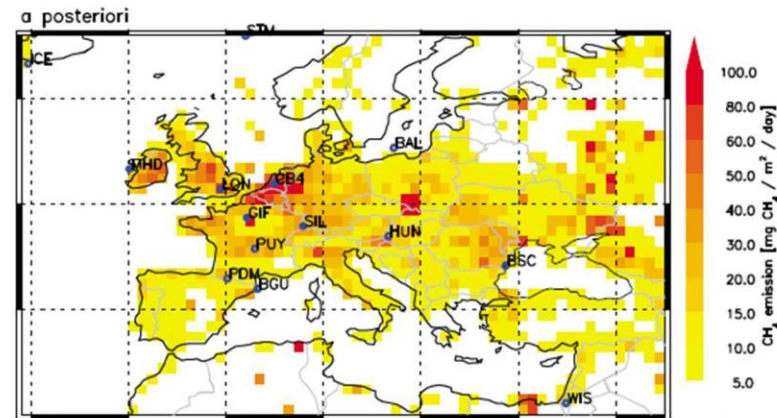 a posteriori
STM
ICE
BAL
MHD
CB4
LON
GIF
SIL
HUN
PUY
BSC
PDM
BGU
WIS
100.0
80.0
60.0
50.0
40.0
30.0
20.0
15.0
10.0
5.0
CH₄ emission [mg CH₄ / m² / day]